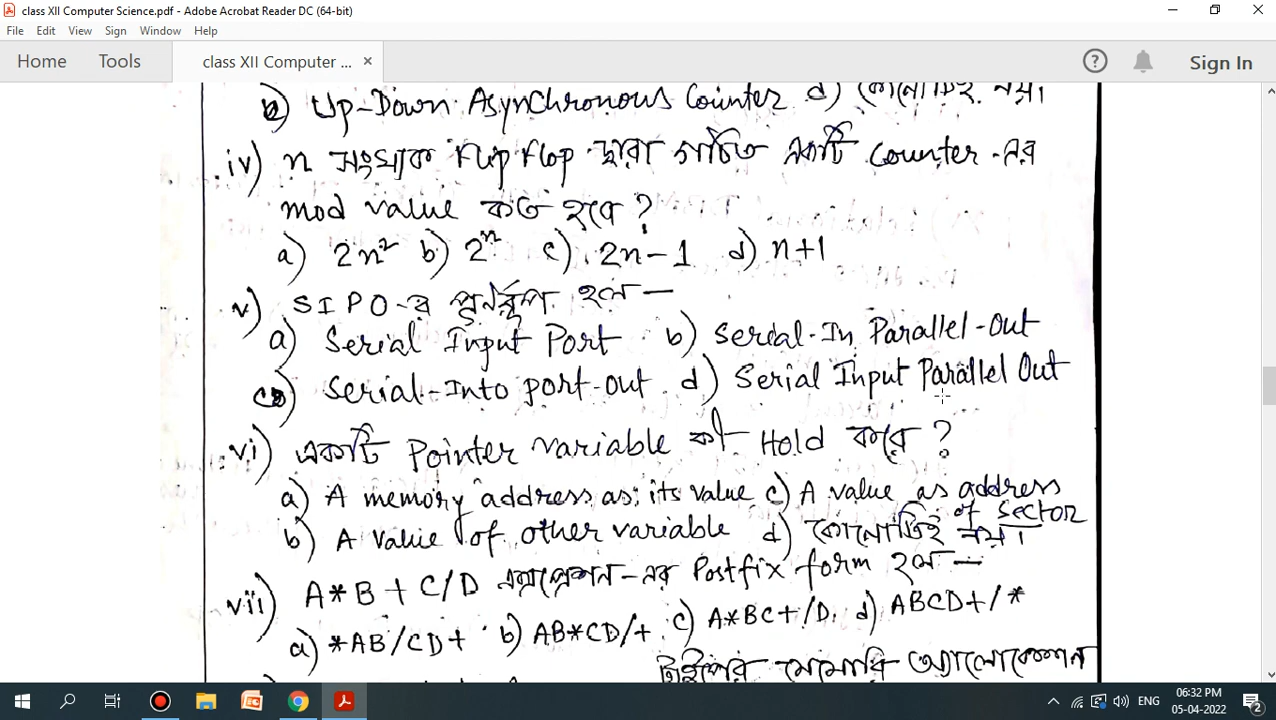 class XII Computer Science.pdf - Adobe Acrobat Reader DC (64-bit)
File Edit View Sign Window Help
Home Tools class XII Computer ... × ? Sign In
Up-Down Asynchronous Counter d) কোনোটিই নয়।
iv) n সংখ্যক Flip Flop দ্বারা গঠিত একটি Counter-এর
mod value কত হবে ?
a) 2n² b) 2ⁿ c) 2n-1 d) n+1
v) SIPO-র পুর্ণরূপ হল —
a) Serial Input Port b) Serial-In Parallel-Out
c) Serial-Into port-out d) Serial Input Parallel Out
vi) একটি Pointer variable কী Hold করে ?
a) A memory address as its value c) A value as address
of sector
b) A value of other variable d) কোনোটিই নয়।
vii) A*B+C/D এক্সপ্রেশন-এর Postfix form হল —
a) *AB/CD+ b) AB*CD/+ c) A*BC+/D. d) ABCD+/*
টাইপের মেমোরি অ্যালোকেশন
ENG 06:32 PM
05-04-2022
2